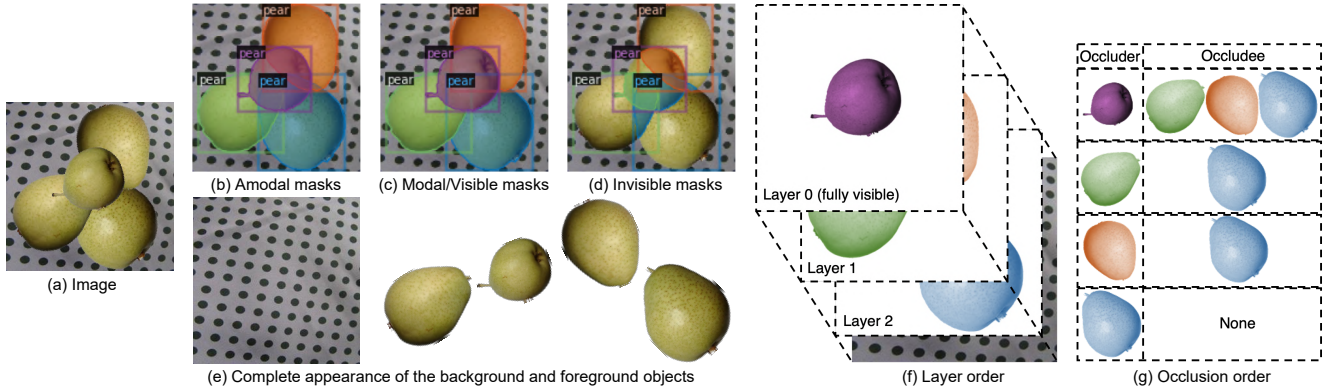 pear
pear
pear
pear
(b) Amodal masks
pear
pear
pear
pear
(c) Modal/Visible masks
pear
pear
pear
pear
(d) Invisible masks
(a) Image
(e) Complete appearance of the background and foreground objects
Layer 0 (fully visible)
Layer 1
Layer 2
(f) Layer order
Occluder
Occludee
None
(g) Occlusion order